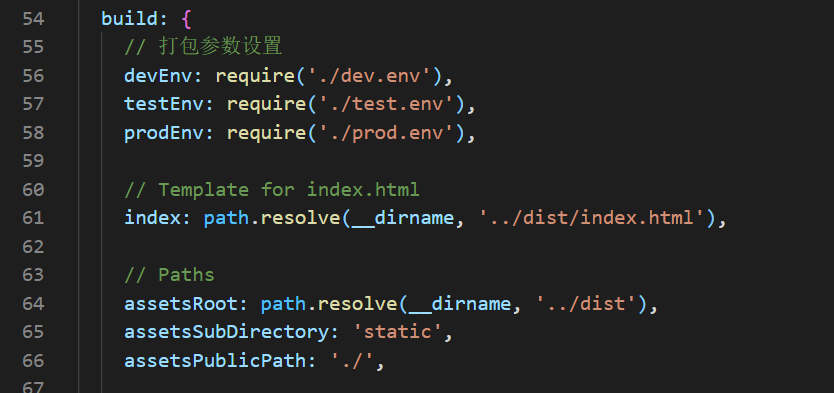 54 build: {
55 // 打包参数设置
56 devEnv: require('./dev.env'),
57 testEnv: require('./test.env'),
58 prodEnv: require('./prod.env'),
59
60 // Template for index.html
61 index: path.resolve(__dirname, '../dist/index.html'),
62
63 // Paths
64 assetsRoot: path.resolve(__dirname, '../dist'),
65 assetsSubDirectory: 'static',
66 assetsPublicPath: './',
67